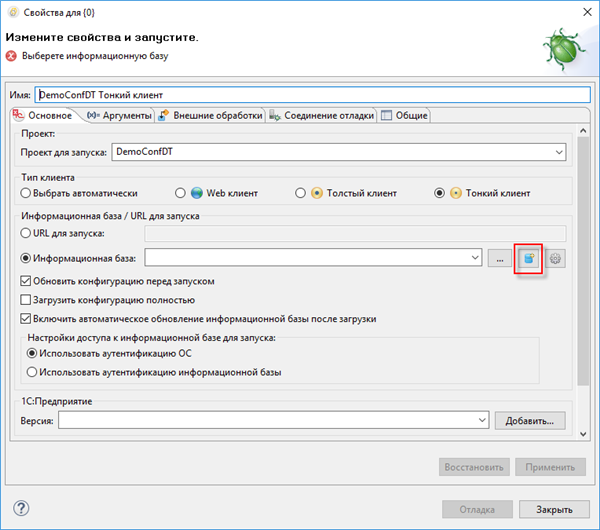 Свойства для {0}
Измените свойства и запустите.
Выберете информационную базу
Имя: DemoConfDT Тонкий клиент
Основное (x)= Аргументы Внешние обработки Соединение отладки Общие
Проект:
Проект для запуска: DemoConfDT
Тип клиента
Выбрать автоматически Web клиент Толстый клиент Тонкий клиент
Информационная база / URL для запуска
URL для запуска:
Информационная база: ...
Обновить конфигурацию перед запуском
Загрузить конфигурацию полностью
Включить автоматическое обновление информационной базы после загрузки
Настройки доступа к информационной базе для запуска:
Использовать аутентификацию ОС
Использовать аутентификацию информационной базы
1С:Предприятие
Версия: Добавить...
Восстановить Применить
? Отладка Закрыть